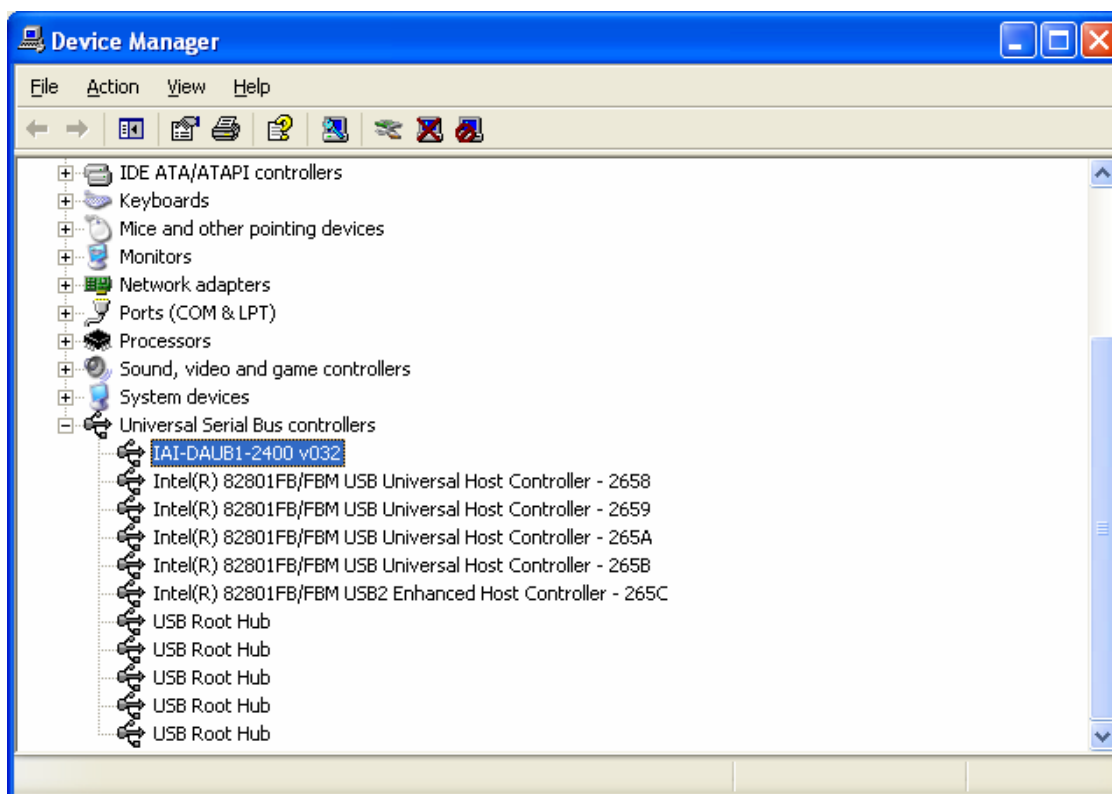 Device Manager
File Action View Help
IDE ATA/ATAPI controllers
Keyboards
Mice and other pointing devices
Monitors
Network adapters
Ports (COM & LPT)
Processors
Sound, video and game controllers
System devices
Universal Serial Bus controllers
IAI-DAUB1-2400 v032
Intel(R) 82801FB/FBM USB Universal Host Controller - 2658
Intel(R) 82801FB/FBM USB Universal Host Controller - 2659
Intel(R) 82801FB/FBM USB Universal Host Controller - 265A
Intel(R) 82801FB/FBM USB Universal Host Controller - 265B
Intel(R) 82801FB/FBM USB2 Enhanced Host Controller - 265C
USB Root Hub
USB Root Hub
USB Root Hub
USB Root Hub
USB Root Hub